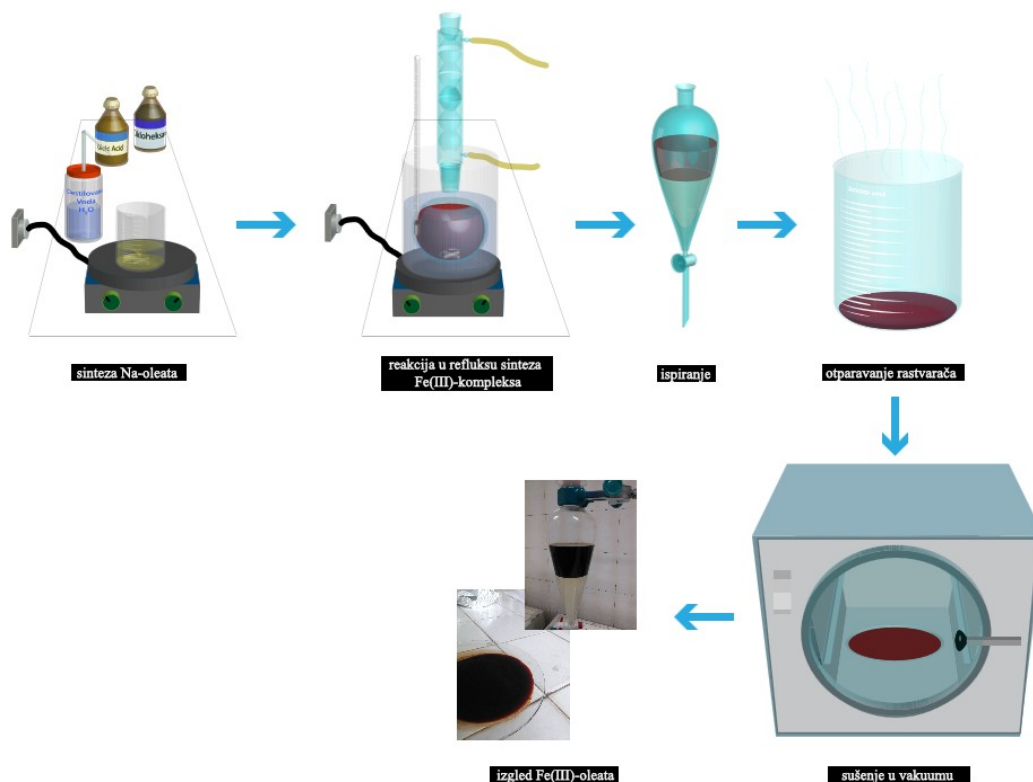 Oleic Acid
Destilovana
Voda
H₂O
sinteza Na-oleata
reakcija u refluksu sinteza
Fe(III)-kompleksa
ispiranje
otparavanje rastvarača
sušenje u vakuumu
izgled Fe(III)-oleata